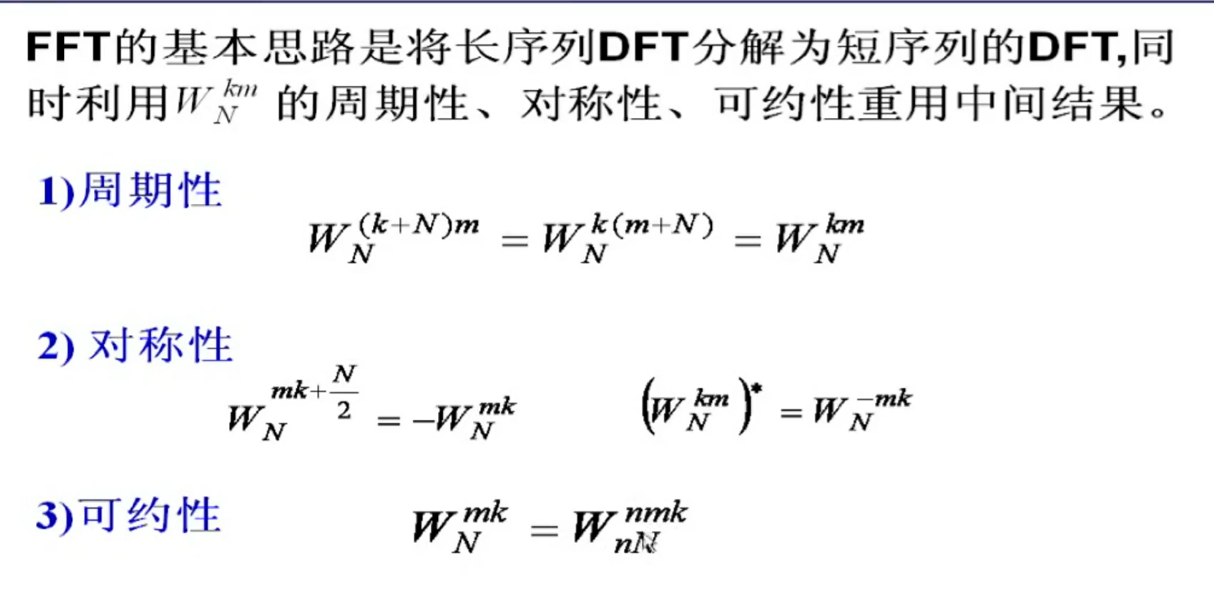 FFT的基本思路是将长序列DFT分解为短序列的DFT,同
时利用$W_N^{km}$ 的周期性、对称性、可约性重用中间结果。
1)周期性
$W_N^{(k+N)m} = W_N^{k(m+N)} = W_N^{km}$
2) 对称性
$W_N^{mk+\frac{N}{2}} = -W_N^{mk}$ $\left(W_N^{km}\right)^* = W_N^{-mk}$
3)可约性 $W_N^{mk} = W_{nN}^{nmk}$